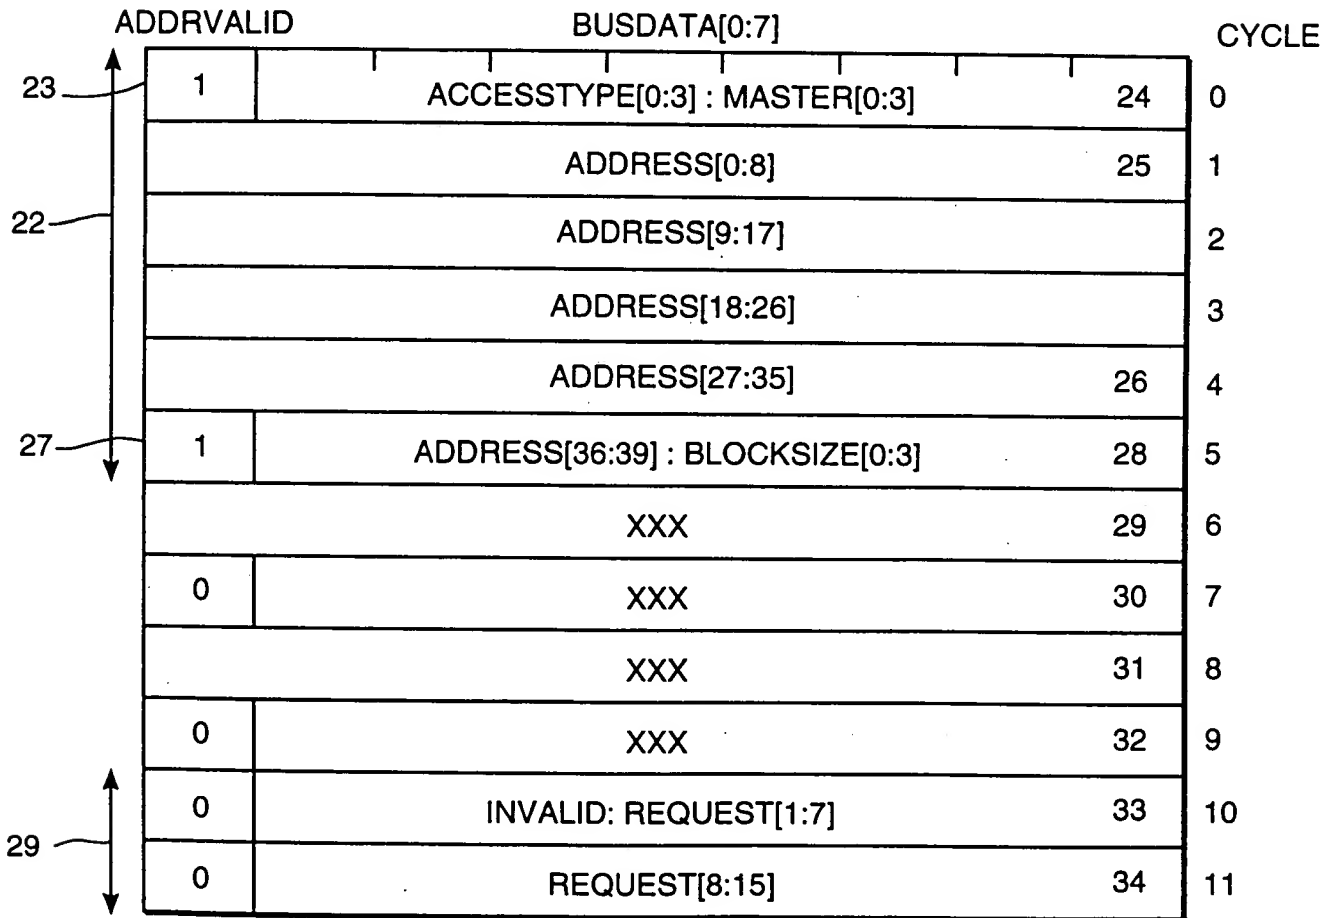 ADDRVALID BUSDATA[0:7] CYCLE
23 1 ACCESSTYPE[0:3] : MASTER[0:3] 24 0
ADDRESS[0:8] 25 1
22 ADDRESS[9:17] 2
ADDRESS[18:26] 3
ADDRESS[27:35] 26 4
27 1 ADDRESS[36:39] : BLOCKSIZE[0:3] 28 5
XXX 29 6
0 XXX 30 7
XXX 31 8
0 XXX 32 9
0 INVALID: REQUEST[1:7] 33 10
29 0 REQUEST[8:15] 34 11